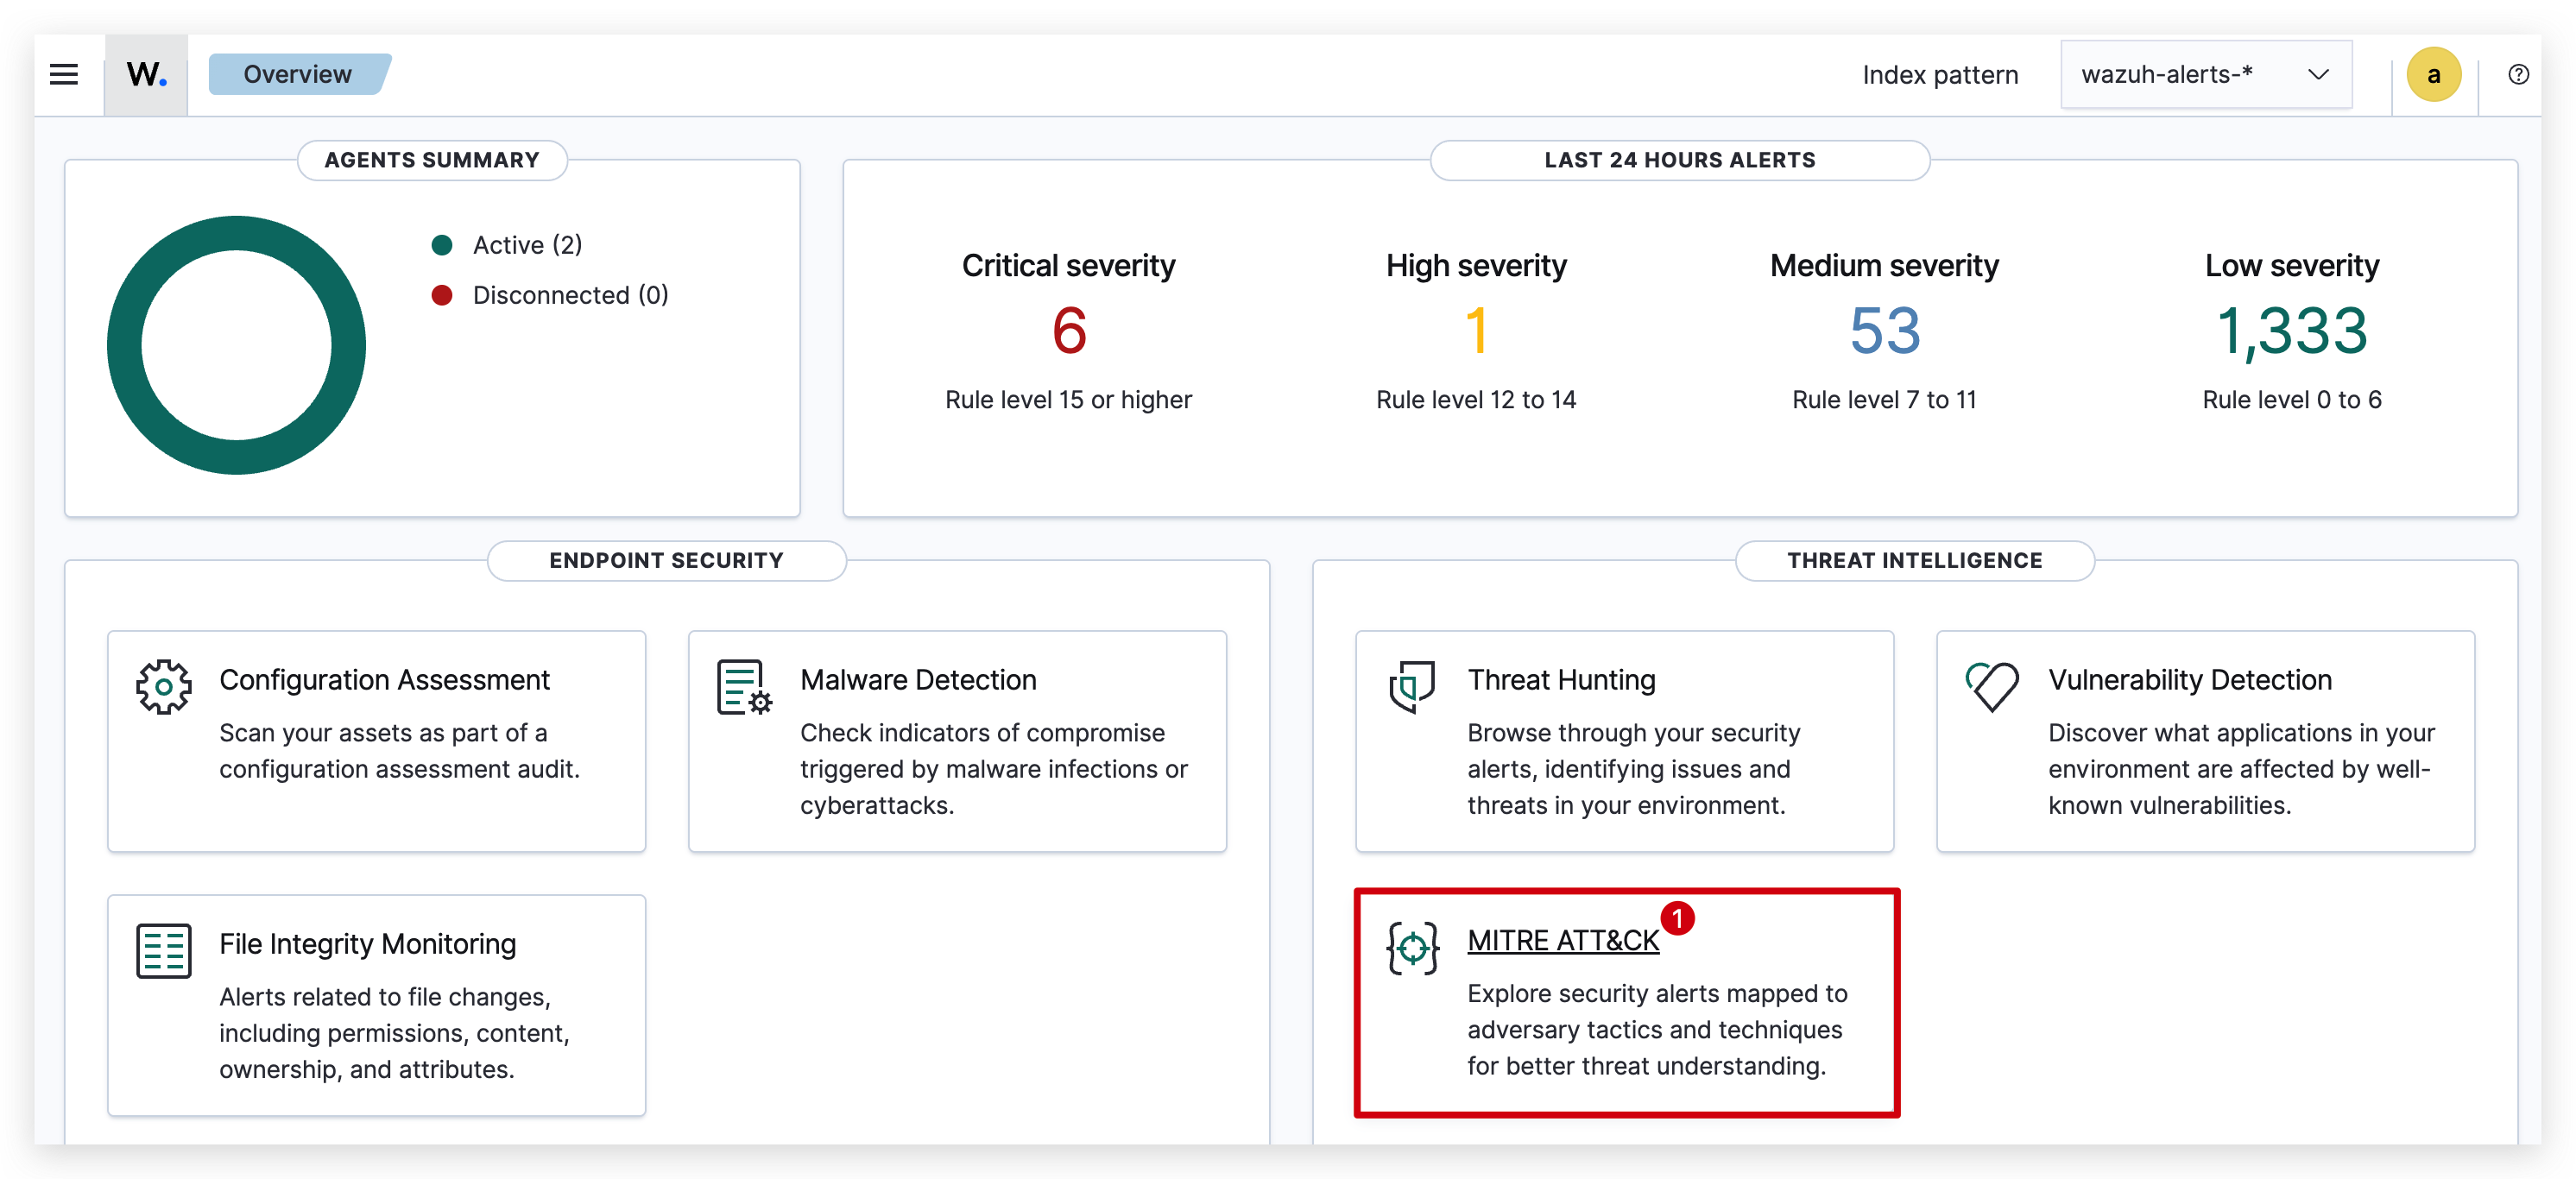 W.
Overview
Index pattern
wazuh-alerts-*
a
?
AGENTS SUMMARY
Active (2)
Disconnected (0)
LAST 24 HOURS ALERTS
Critical severity
6
Rule level 15 or higher
High severity
1
Rule level 12 to 14
Medium severity
53
Rule level 7 to 11
Low severity
1,333
Rule level 0 to 6
ENDPOINT SECURITY
Configuration Assessment
Scan your assets as part of a
configuration assessment audit.
Malware Detection
Check indicators of compromise
triggered by malware infections or
cyberattacks.
File Integrity Monitoring
Alerts related to file changes,
including permissions, content,
ownership, and attributes.
THREAT INTELLIGENCE
Threat Hunting
Browse through your security
alerts, identifying issues and
threats in your environment.
Vulnerability Detection
Discover what applications in your
environment are affected by well-
known vulnerabilities.
MITRE ATT&CK
1
Explore security alerts mapped to
adversary tactics and techniques
for better threat understanding.